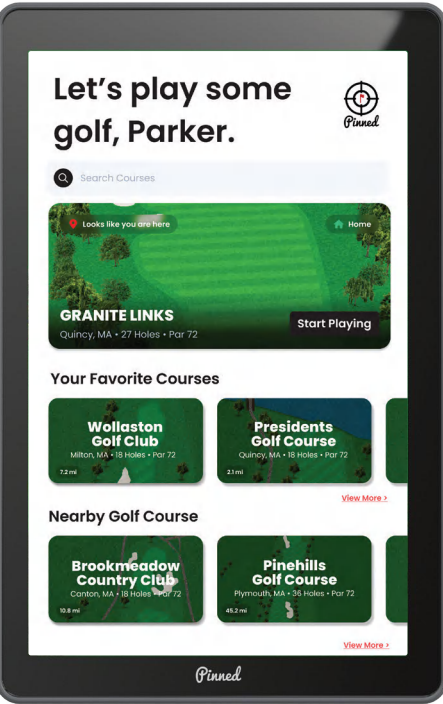 Let's play some
golf, Parker.
Pinned
Search Courses
Looks like you are here
Home
GRANITE LINKS
Quincy, MA • 27 Holes • Par 72
Start Playing
Your Favorite Courses
Wollaston
Golf Club
Milton, MA • 18 Holes • Par 72
7.2 mi
Presidents
Golf Course
Quincy, MA • 18 Holes • Par 72
2.1 mi
View More >
Nearby Golf Course
Brookmeadow
Country Club
Canton, MA • 18 Holes • Par 72
10.8 mi
Pinehills
Golf Course
Plymouth, MA • 36 Holes • Par 72
45.2 mi
View More >
Pinned